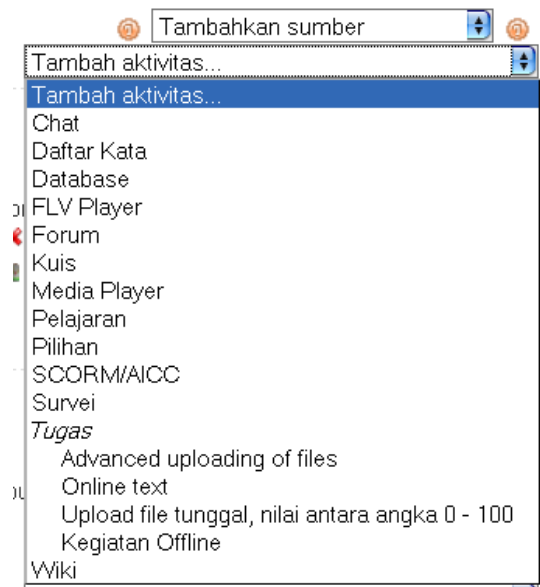 Tambahkan sumber
Tambah aktivitas...
Tambah aktivitas...
Chat
Daftar Kata
Database
FLV Player
Forum
Kuis
Media Player
Pelajaran
Pilihan
SCORM/AICC
Survei
Tugas
Advanced uploading of files
Online text
Upload file tunggal, nilai antara angka 0 - 100
Kegiatan Offline
Wiki